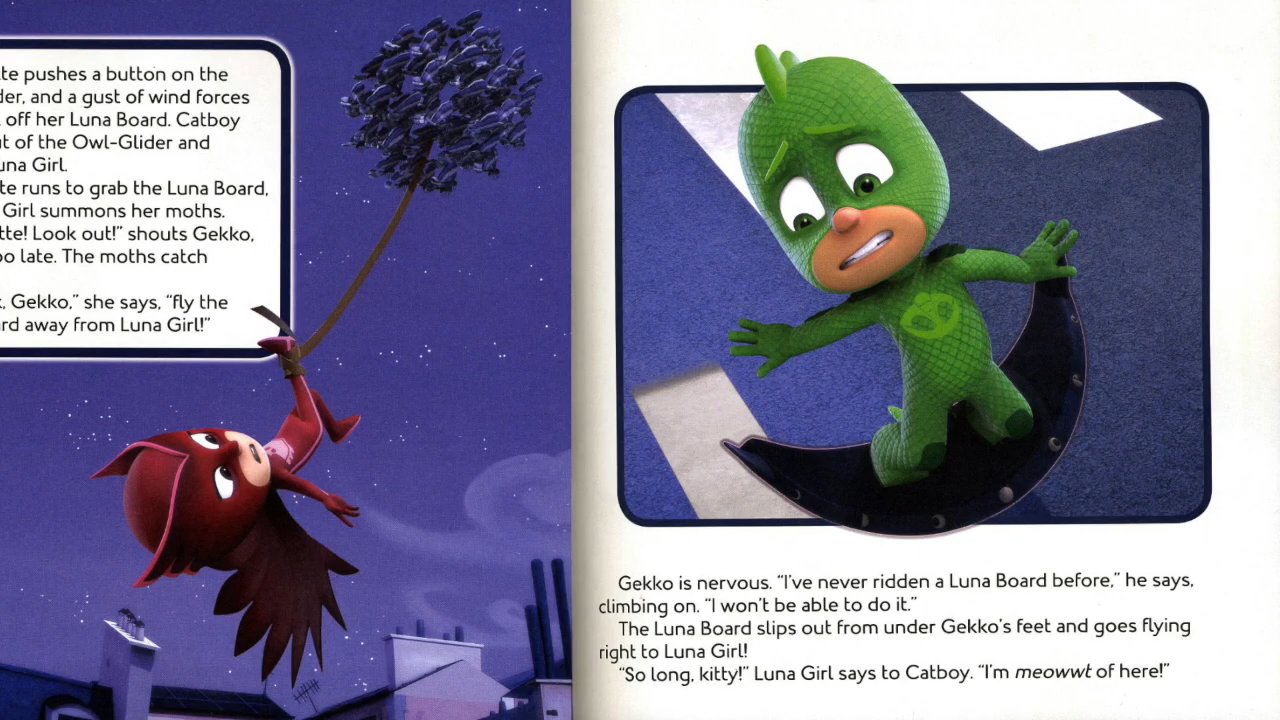 te pushes a button on the
der, and a gust of wind forces
off her Luna Board. Catboy
t of the Owl-Glider and
una Girl.
te runs to grab the Luna Board,
Girl summons her moths.
tte! Look out!” shouts Gekko,
oo late. The moths catch
, Gekko,” she says, “fly the
rd away from Luna Girl!”
Gekko is nervous. “I’ve never ridden a Luna Board before,” he says,
climbing on. “I won’t be able to do it.”
The Luna Board slips out from under Gekko’s feet and goes flying
right to Luna Girl!
“So long, kitty!” Luna Girl says to Catboy. “I’m meowwt of here!”